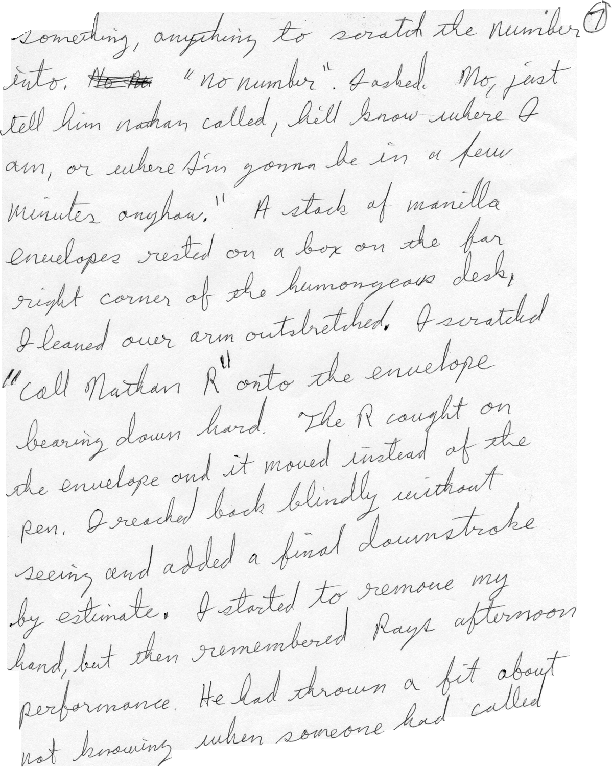 something, anything to scratch the number 7
into. No No "no number". I asked. Mo, just
tell him nathan called, he'll know where I
am, or where I'm gonna be in a few
minutes anyhow." A stack of manilla
envelopes rested on a box on the far
right corner of the humongeous desk,
I leaned over arm outstretched. I scratched
"Call Nathan R" onto the envelope
bearing down hard. The R caught on
the envelope and it moved instead of the
pen. I reached back blindly without
seeing and added a final downstroke
by estimate. I started to remove my
hand, but then remembered Rays afternoon
performance. He had thrown a fit about
not knowing when someone had called